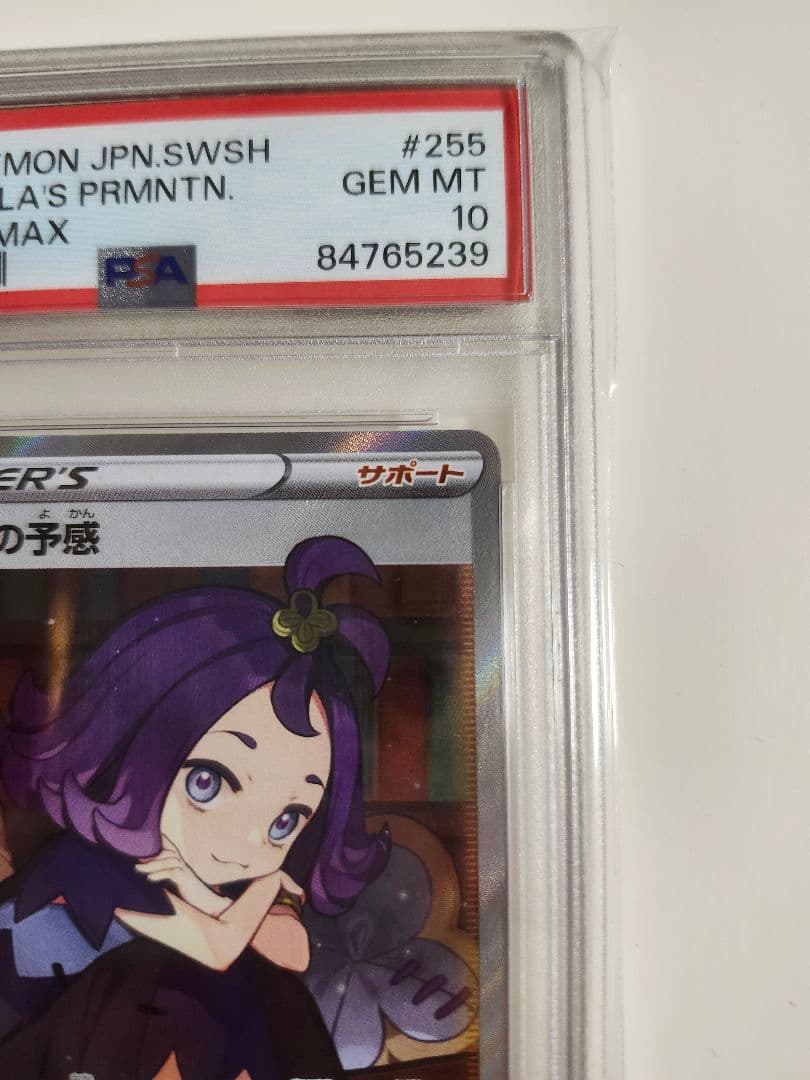 MON JPN.SWSH
#255
LA'S PRMNTN.
GEM MT
MAX
10
PSA
84765239
ER'S
サポート
よ かん
の予感